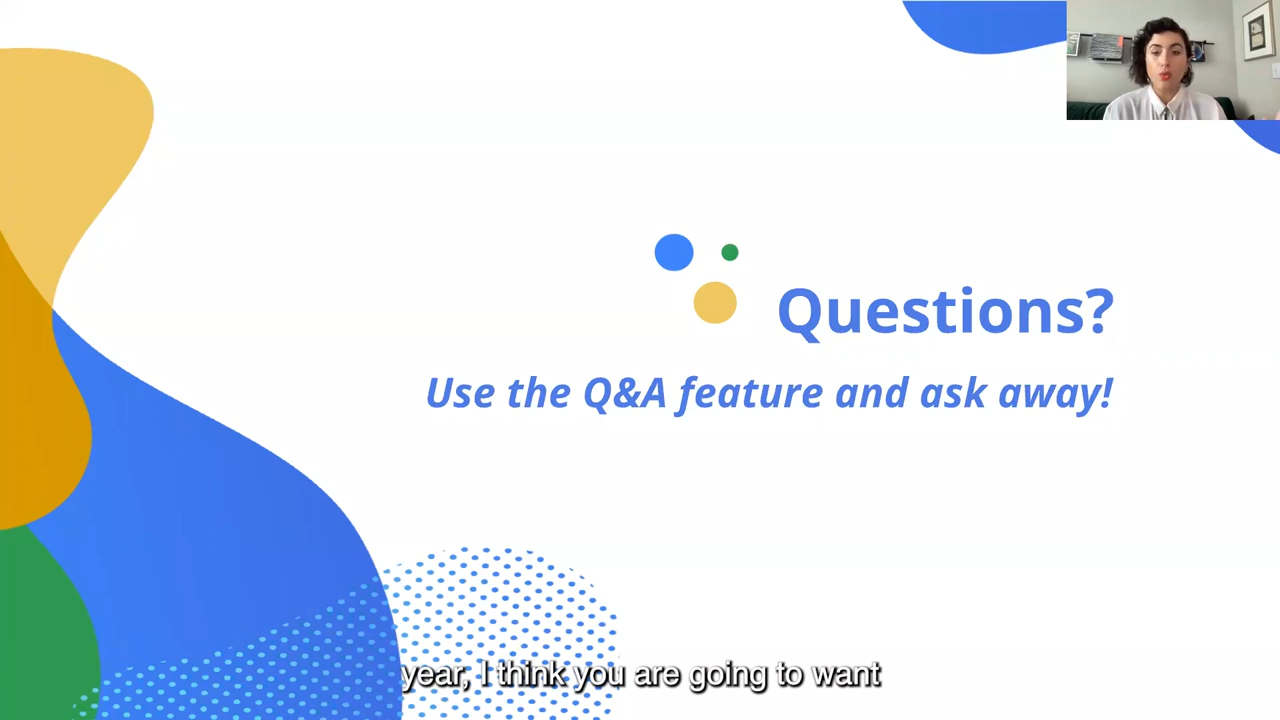 Questions?
Use the Q&A feature and ask away!
year, I think you are going to want